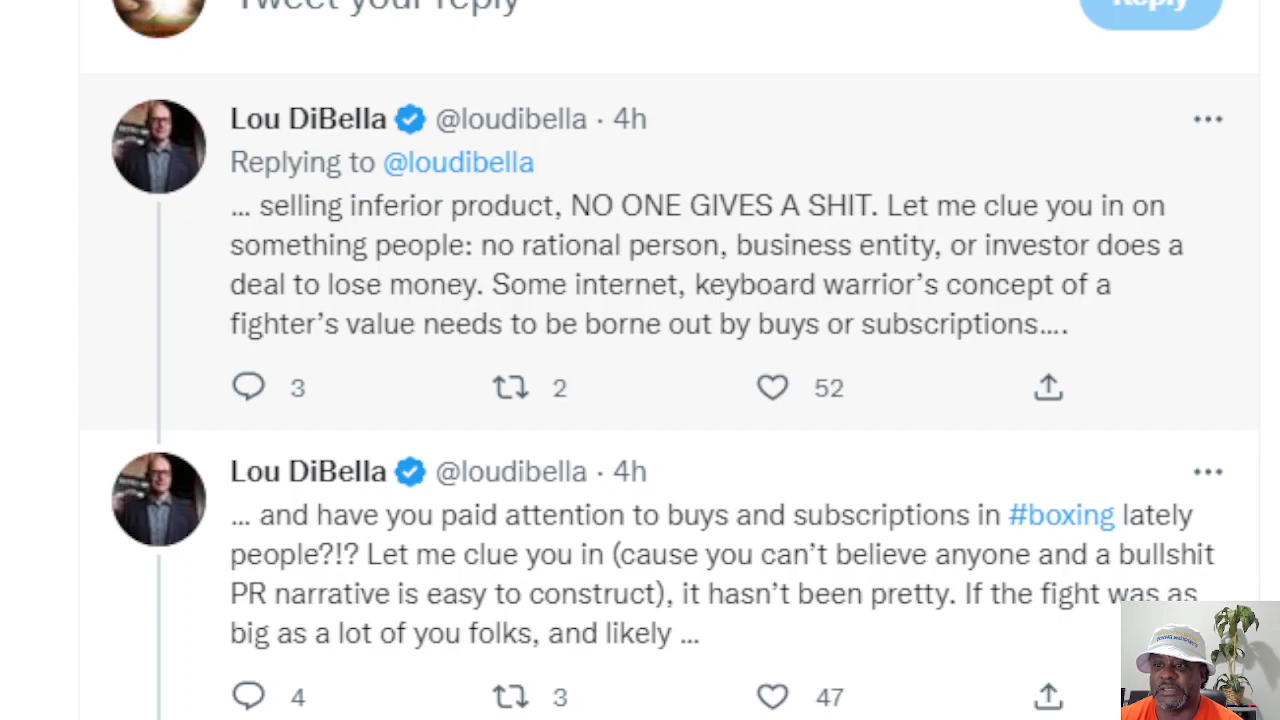 Tweet your reply
Reply
Lou DiBella @loudibella · 4h
Replying to @loudibella
... selling inferior product, NO ONE GIVES A SHIT. Let me clue you in on
something people: no rational person, business entity, or investor does a
deal to lose money. Some internet, keyboard warrior’s concept of a
fighter’s value needs to be borne out by buys or subscriptions....
3 2 52
Lou DiBella @loudibella · 4h
... and have you paid attention to buys and subscriptions in #boxing lately
people?!? Let me clue you in (cause you can’t believe anyone and a bullshit
PR narrative is easy to construct), it hasn’t been pretty. If the fight was as
big as a lot of you folks, and likely ...
4 3 47